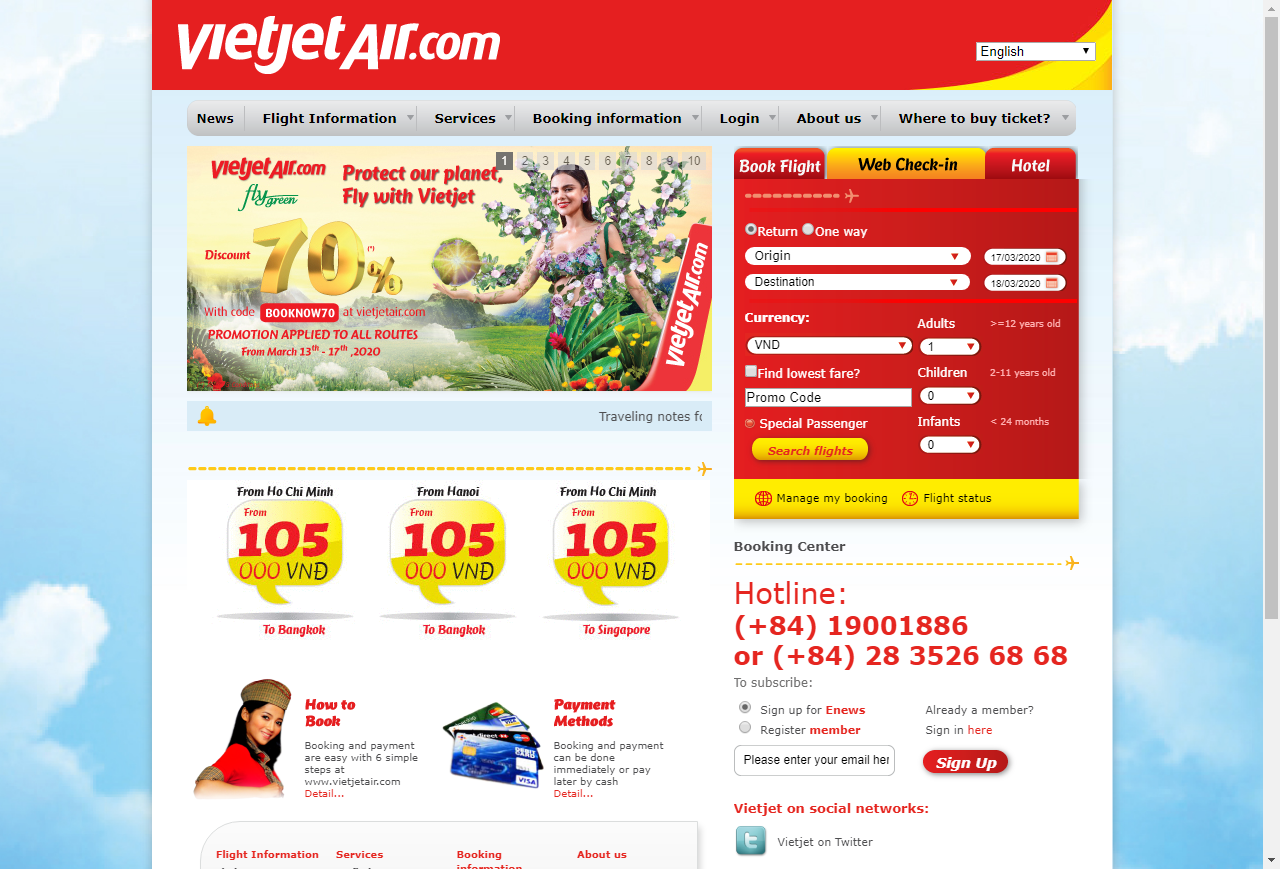 vietjetAir.com
English
News
Flight Information
Services
Booking information
Login
About us
Where to buy ticket?
vietjetAir.com
fly green
Protect our planet,
Fly with Vietjet
1 2 3 4 5 6 7 8 9 10
Discount
70%
(*)
With code BOOKNOW70 at vietjetair.com
PROMOTION APPLIED TO ALL ROUTES
From March 13th - 17th ,2020
vietjetAir.com
Traveling notes fo
From Ho Chi Minh
From
105
000 VNĐ
To Bangkok
From Hanoi
From
105
000 VNĐ
To Bangkok
From Ho Chi Minh
From
105
000 VNĐ
To Singapore
How to
Book
Booking and payment
are easy with 6 simple
steps at
www.vietjetair.com
Detail...
Payment
Methods
Booking and payment
can be done
immediately or pay
later by cash
Detail...
VISA
Flight Information
Services
Booking
information
About us
Book Flight
Web Check-in
Hotel
Return One way
Origin
17/03/2020
Destination
18/03/2020
Currency:
VND
Find lowest fare?
Promo Code
Special Passenger
Search flights
Adults >=12 years old
1
Children 2-11 years old
0
Infants < 24 months
0
Manage my booking
Flight status
Booking Center
Hotline:
(+84) 19001886
or (+84) 28 3526 68 68
To subscribe:
Sign up for Enews
Register member
Already a member?
Sign in here
Please enter your email her
Sign Up
Vietjet on social networks:
Vietjet on Twitter